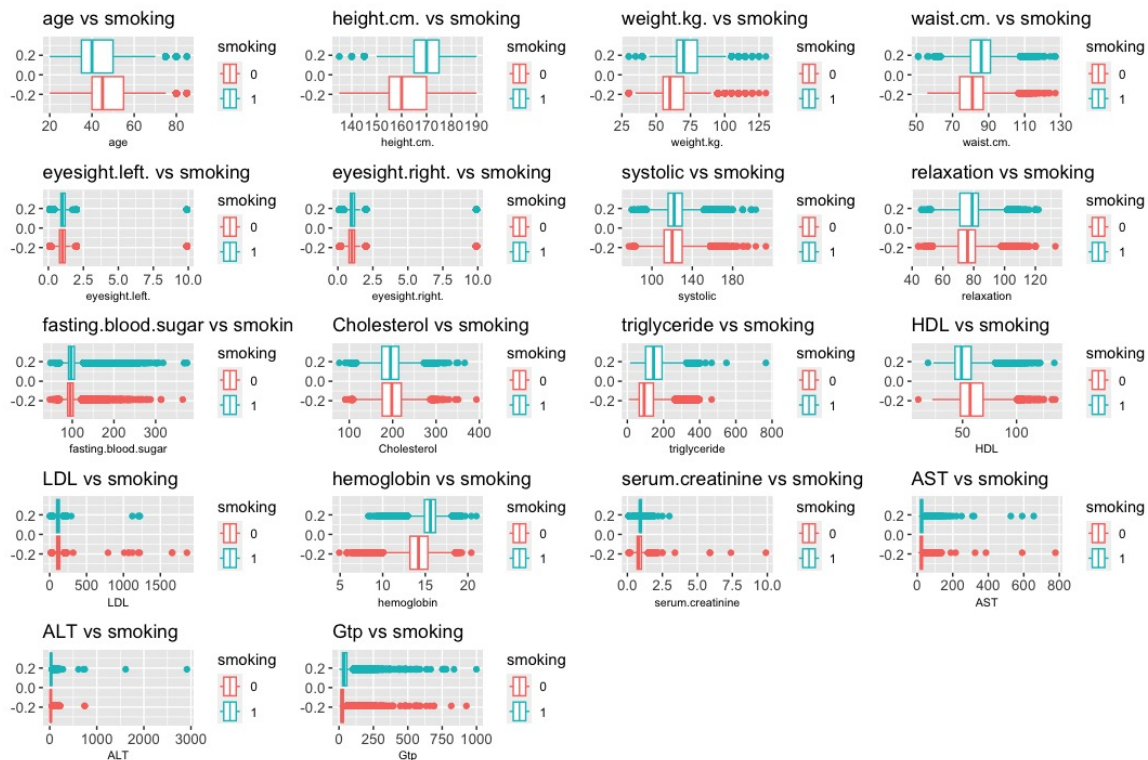 age vs smoking
0.2
0.0
-0.2
20 40 60 80
age
smoking
0
1
height.cm. vs smoking
0.2
0.0
-0.2
140 150 160 170 180 190
height.cm.
smoking
0
1
weight.kg. vs smoking
0.2
0.0
-0.2
25 50 75 100 125
weight.kg.
smoking
0
1
waist.cm. vs smoking
0.2
0.0
-0.2
50 70 90 110 130
waist.cm.
smoking
0
1
eyesight.left. vs smoking
0.2
0.0
-0.2
0.0 2.5 5.0 7.5 10.0
eyesight.left.
smoking
0
1
eyesight.right. vs smoking
0.2
0.0
-0.2
0.0 2.5 5.0 7.5 10.0
eyesight.right.
smoking
0
1
systolic vs smoking
0.2
0.0
-0.2
100 140 180
systolic
smoking
0
1
relaxation vs smoking
0.2
0.0
-0.2
40 60 80 100 120
relaxation
smoking
0
1
fasting.blood.sugar vs smokin
0.2
0.0
-0.2
100 200 300
fasting.blood.sugar
smoking
0
1
Cholesterol vs smoking
0.2
0.0
-0.2
100 200 300 400
Cholesterol
smoking
0
1
triglyceride vs smoking
0.2
0.0
-0.2
0 200 400 600 800
triglyceride
smoking
0
1
HDL vs smoking
0.2
0.0
-0.2
50 100
HDL
smoking
0
1
LDL vs smoking
0.2
0.0
-0.2
0 500 1000 1500
LDL
smoking
0
1
hemoglobin vs smoking
0.2
0.0
-0.2
5 10 15 20
hemoglobin
smoking
0
1
serum.creatinine vs smoking
0.2
0.0
-0.2
0.0 2.5 5.0 7.5 10.0
serum.creatinine
smoking
0
1
AST vs smoking
0.2
0.0
-0.2
0 200 400 600 800
AST
smoking
0
1
ALT vs smoking
0.2
0.0
-0.2
0 1000 2000 3000
ALT
smoking
0
1
Gtp vs smoking
0.2
0.0
-0.2
0 250 500 750 1000
Gtp
smoking
0
1